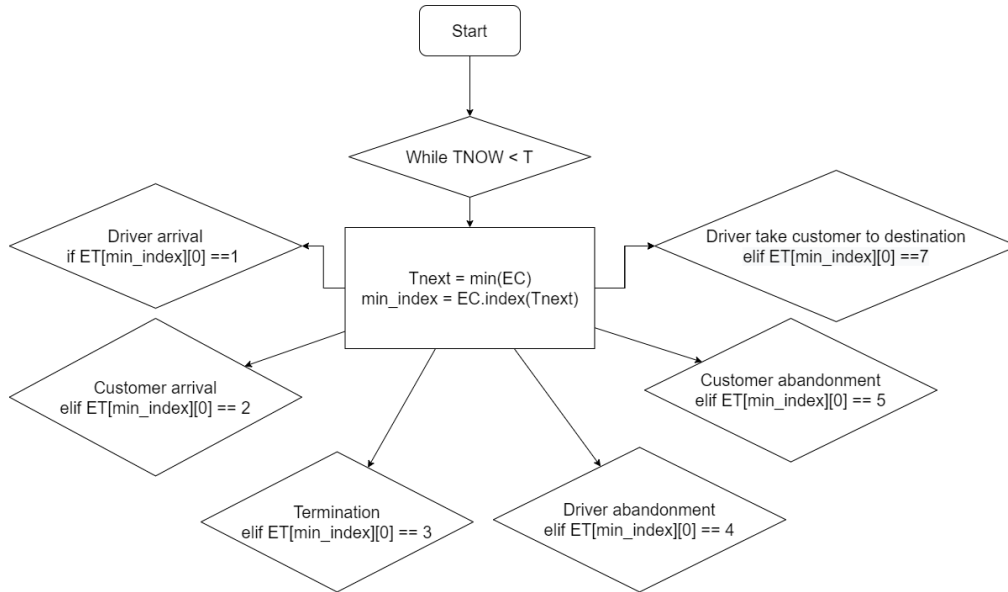 Start
While TNOW < T
Driver arrival
if ET[min_index][0] ==1
Tnext = min(EC)
min_index = EC.index(Tnext)
Driver take customer to destination
elif ET[min_index][0] ==7
Customer arrival
elif ET[min_index][0] == 2
Customer abandonment
elif ET[min_index][0] == 5
Termination
elif ET[min_index][0] == 3
Driver abandonment
elif ET[min_index][0] == 4